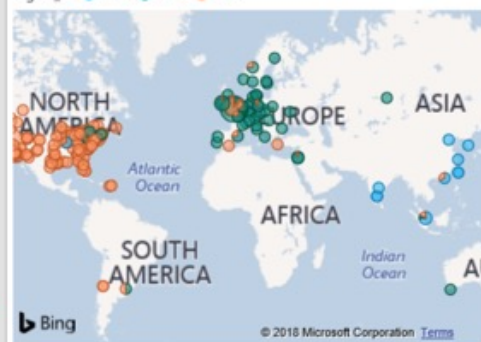 NORTH
AMERICA
EUROPE
ASIA
Atlantic
Ocean
AFRICA
SOUTH
AMERICA
Indian
Ocean
A
Bing
© 2018 Microsoft Corporation Terms